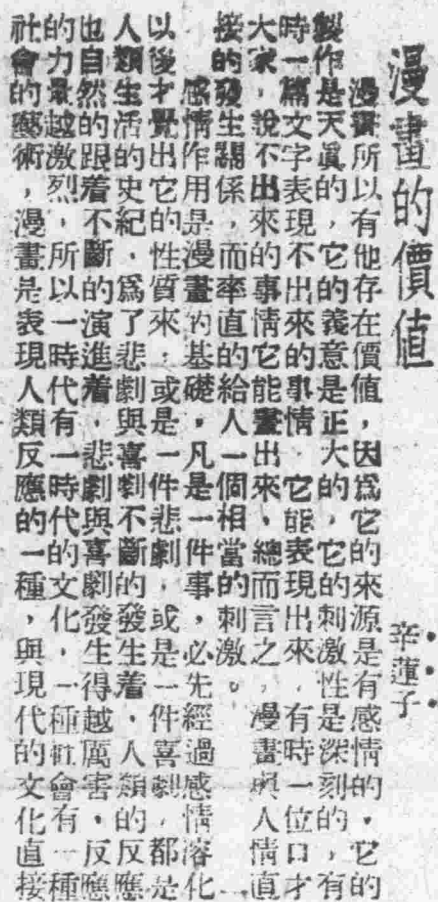 漫畫的價值
辛蓮子
漫畫所以有他存在價值，因爲它的來源是有感情的，它的
製作是天眞的，它的義意是正大的，它的刺激性是深刻的，有
時一篇文字表現不出來的事情，它能表現出來，有時一位口才
大家，說不出來的事情它能畫出來，總而言之，漫畫與人情直
接的發生關係，而率直的給人一個相當的刺激。
感情作用是漫畫的基礎，凡是一件事，必先經過感情溶化
以後才覺出它的性質來，或是一件悲劇，或是一件喜劇，都是
人類生活的史紀，爲了悲劇與喜劇不斷的發生着，人類的反應
也自然的跟着不斷的演進着，悲劇與喜劇發生得越厲害，反應
的力量越激烈，所以一時代有一時代的文化，一種社會有一種
社會的藝術，漫畫是表現人類反應的一種，與現代的文化直接